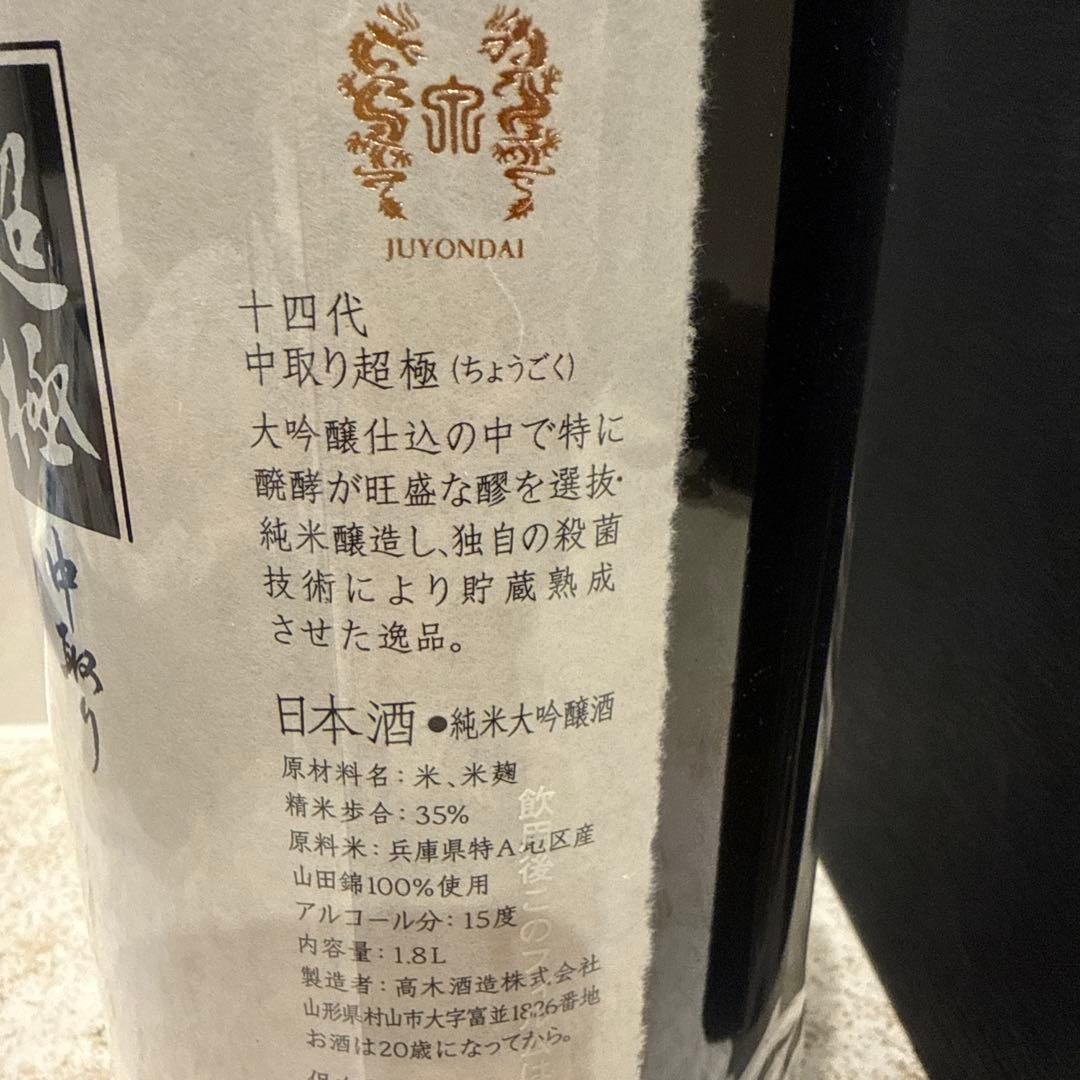 超極
中取り
JUYONDAI
十四代
中取り超極(ちょうごく)
大吟醸仕込の中で特に
醗酵が旺盛な醪を選抜・
純米醸造し、独自の殺菌
技術により貯蔵熟成
させた逸品。
日本酒●純米大吟醸酒
原材料名：米、米麹
精米歩合：35%
原料米：兵庫県特A地区産
山田錦100%使用
アルコール分：15度
内容量：1.8L
製造者：高木酒造株式会社
山形県村山市大字富並1826番地
お酒は20歳になってから。
飲用後このフ